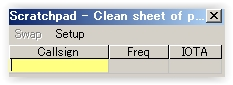 Scratchpad - Clean sheet of p...
Swap Setup
Callsign Freq IOTA